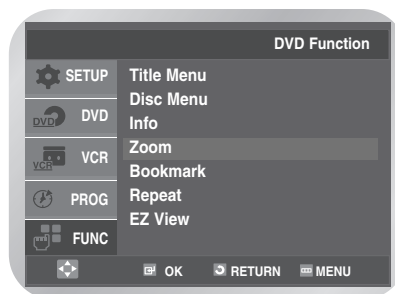 DVD Function
SETUP
DVD
DVD
VCR
VCR
PROG
FUNC
Title Menu
Disc Menu
Info
Zoom
Bookmark
Repeat
EZ View
OK RETURN MENU